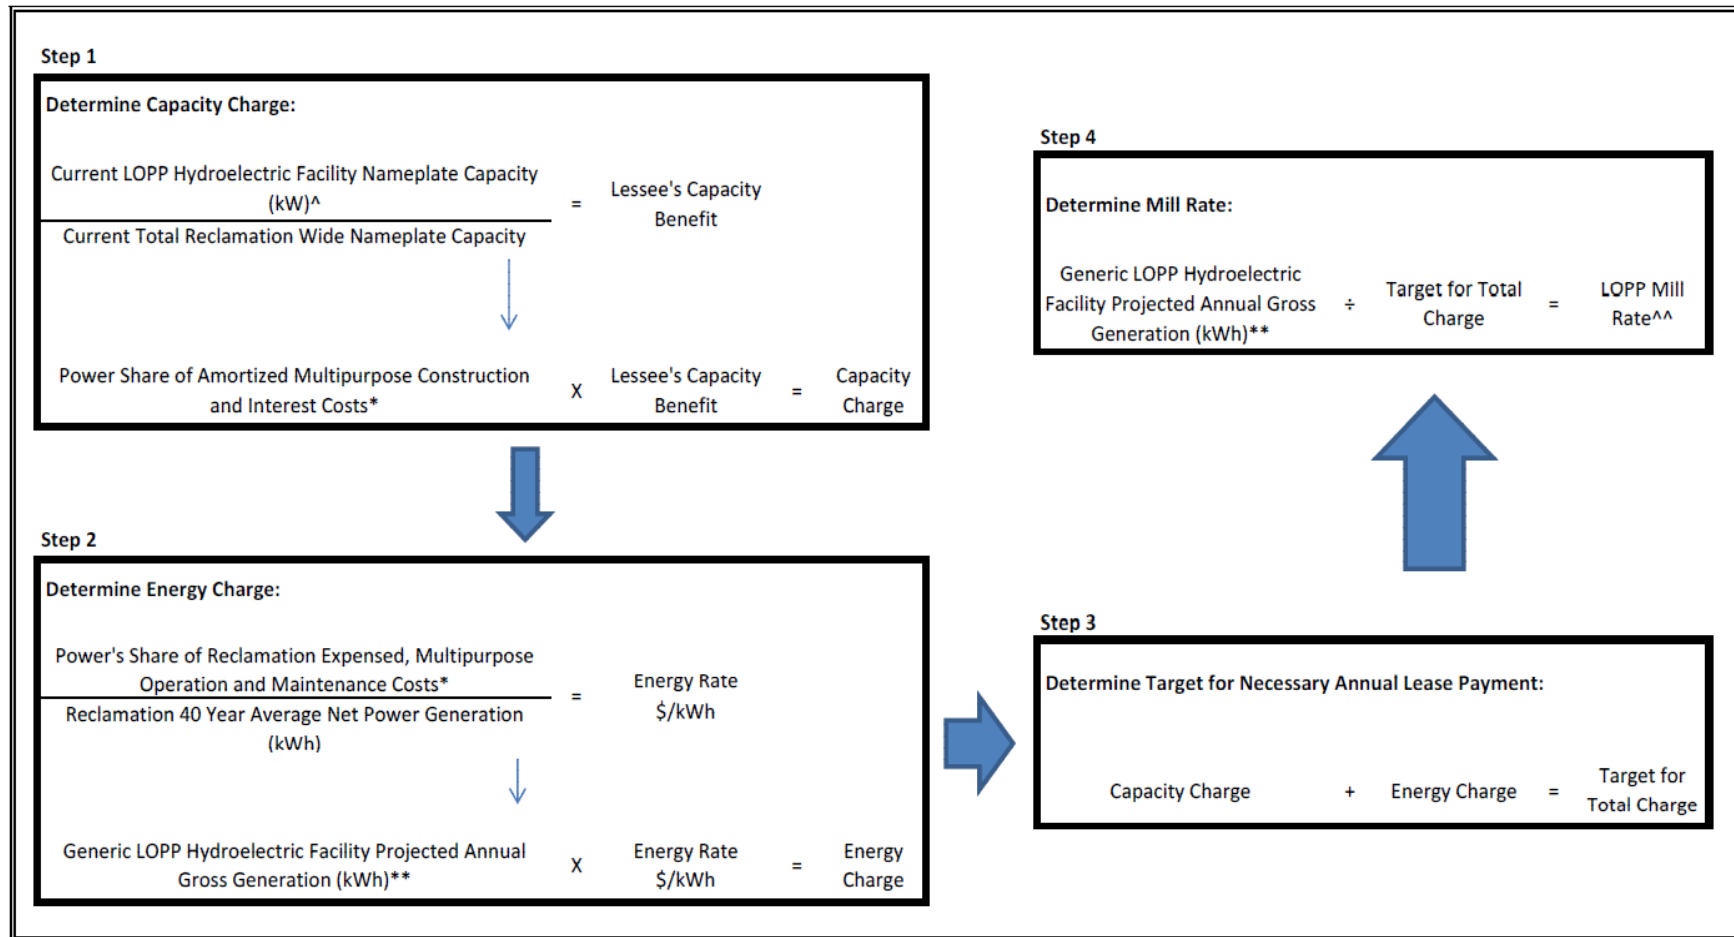 Step 1
Determine Capacity Charge:
Current LOPP Hydroelectric Facility Nameplate Capacity
(kW)^
Current Total Reclamation Wide Nameplate Capacity
=
Lessee's Capacity
Benefit
Power Share of Amortized Multipurpose Construction
and Interest Costs*
X
Lessee's Capacity
Benefit
=
Capacity
Charge
Step 2
Determine Energy Charge:
Power's Share of Reclamation Expensed, Multipurpose
Operation and Maintenance Costs*
Reclamation 40 Year Average Net Power Generation
(kWh)
=
Energy Rate
$/kWh
Generic LOPP Hydroelectric Facility Projected Annual
Gross Generation (kWh)**
X
Energy Rate
$/kWh
=
Energy
Charge
Step 3
Determine Target for Necessary Annual Lease Payment:
Capacity Charge
+
Energy Charge
=
Target for
Total Charge
Step 4
Determine Mill Rate:
Generic LOPP Hydroelectric
Facility Projected Annual Gross
Generation (kWh)**
÷
Target for Total
Charge
=
LOPP Mill
Rate^^